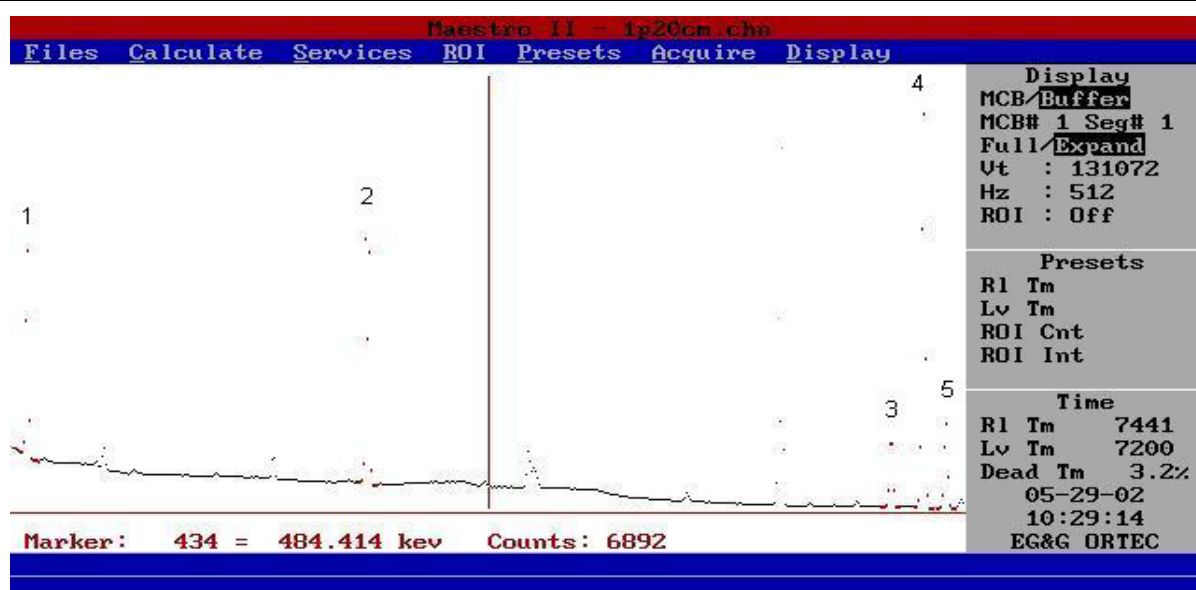 Maestro II - 1p20cm.chn
Files Calculate Services ROI Presets Acquire Display
4
2
1
5
3
Marker: 434 = 484.414 kev Counts: 6892
Display
MCB/Buffer
MCB# 1 Seg# 1
Full/Expand
Vt : 131072
Hz : 512
ROI : Off
Presets
Rl Tm
Lv Tm
ROI Cnt
ROI Int
Time
Rl Tm 7441
Lv Tm 7200
Dead Tm 3.2%
05-29-02
10:29:14
EG&G ORTEC